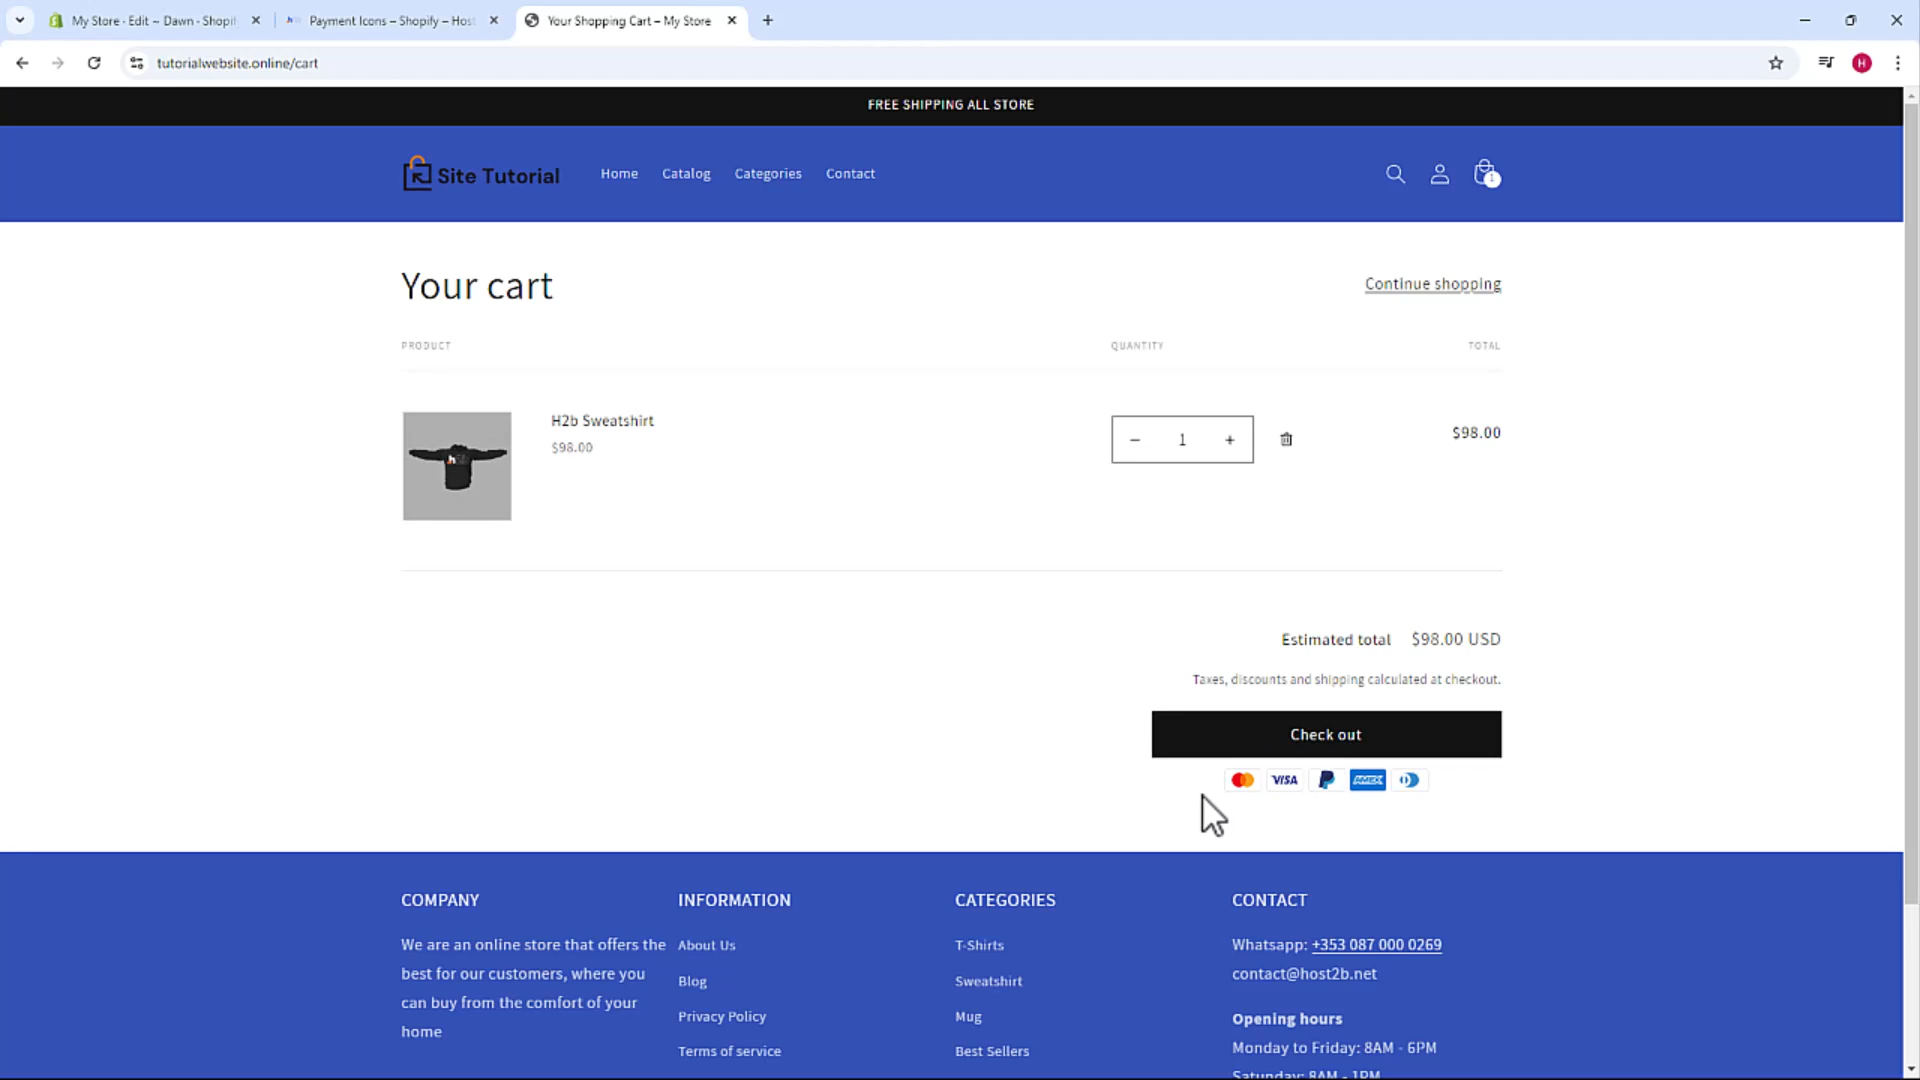 My Store · Edit ~ Dawn · Shopif
Payment Icons – Shopify – Host
Your Shopping Cart – My Store
tutorialwebsite.online/cart
H
FREE SHIPPING ALL STORE
Site Tutorial
Home
Catalog
Categories
Contact
1
Your cart
Continue shopping
PRODUCT
QUANTITY
TOTAL
H2b Sweatshirt
$98.00
− 1 +
$98.00
Estimated total $98.00 USD
Taxes, discounts and shipping calculated at checkout.
Check out
VISA
AMEX
COMPANY
We are an online store that offers the
best for our customers, where you
can buy from the comfort of your
home
INFORMATION
About Us
Blog
Privacy Policy
Terms of service
CATEGORIES
T-Shirts
Sweatshirt
Mug
Best Sellers
CONTACT
Whatsapp: +353 087 000 0269
contact@host2b.net
Opening hours
Monday to Friday: 8AM - 6PM
Saturday: 8AM - 1PM